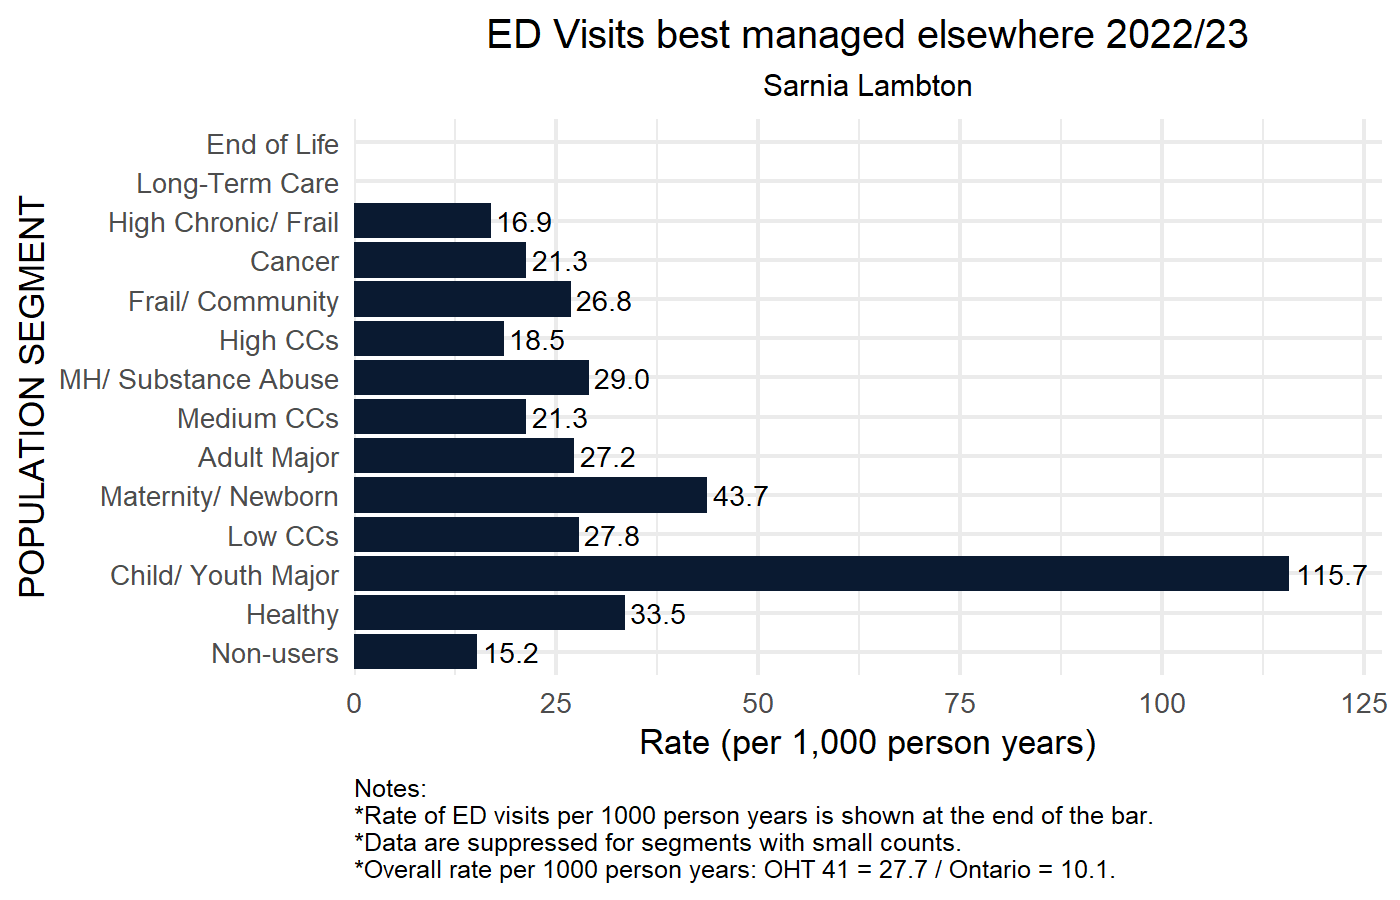 ED Visits best managed elsewhere 2022/23
Sarnia Lambton
POPULATION SEGMENT
End of Life
Long-Term Care
High Chronic/ Frail 16.9
Cancer 21.3
Frail/ Community 26.8
High CCs 18.5
MH/ Substance Abuse 29.0
Medium CCs 21.3
Adult Major 27.2
Maternity/ Newborn 43.7
Low CCs 27.8
Child/ Youth Major 115.7
Healthy 33.5
Non-users 15.2
0 25 50 75 100 125
Rate (per 1,000 person years)
Notes:
*Rate of ED visits per 1000 person years is shown at the end of the bar.
*Data are suppressed for segments with small counts.
*Overall rate per 1000 person years: OHT 41 = 27.7 / Ontario = 10.1.